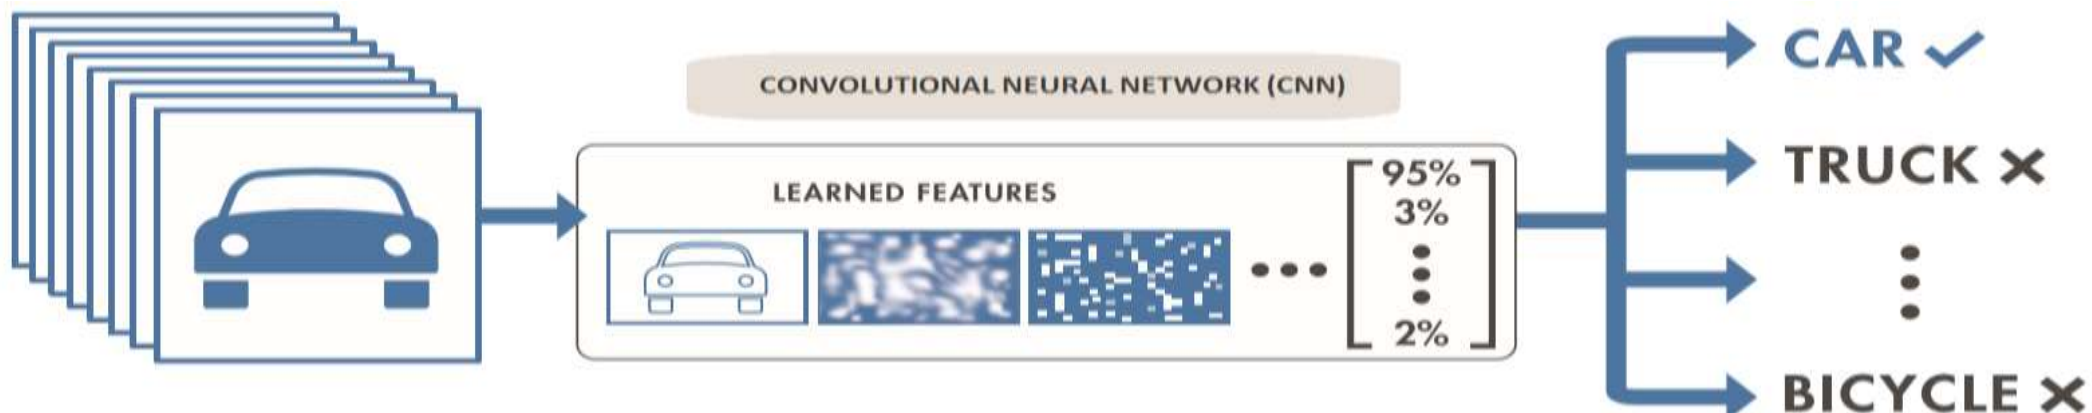 CONVOLUTIONAL NEURAL NETWORK (CNN)
LEARNED FEATURES
95%
3%
2%
CAR ✓
TRUCK ✕
BICYCLE ✕